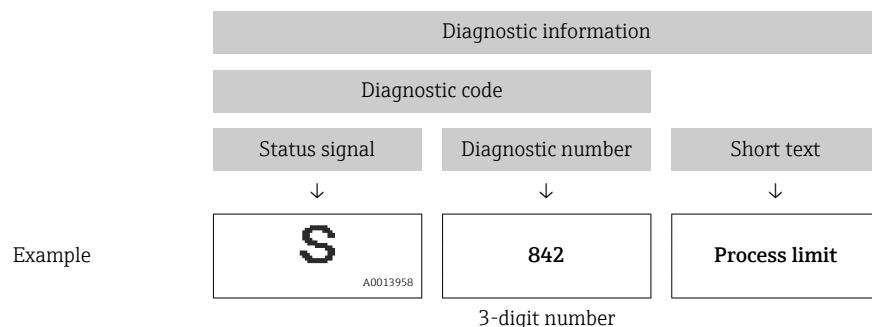 Diagnostic information
Diagnostic code
Status signal Diagnostic number Short text
↓ ↓ ↓
Example S 842 Process limit
A0013958
3-digit number